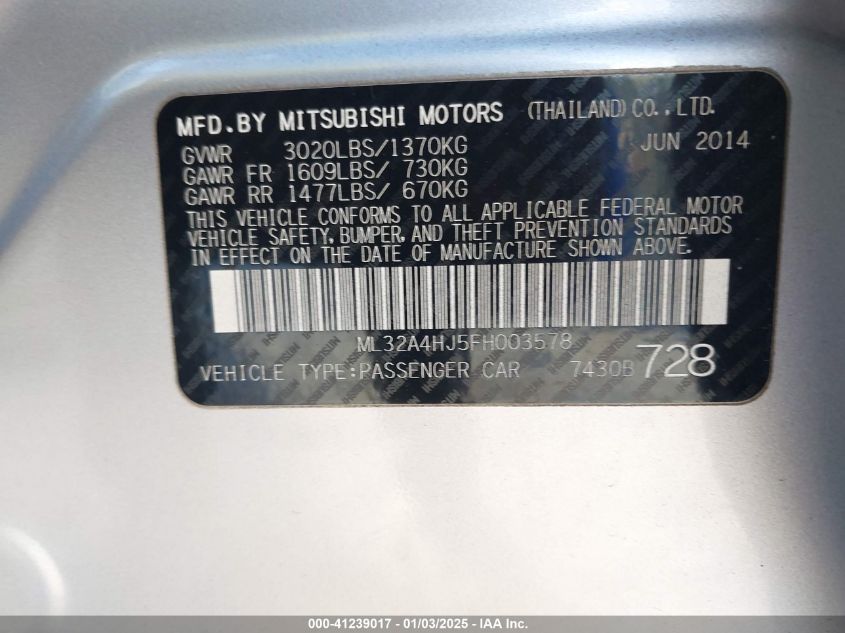 MFD.BY MITSUBISHI MOTORS (THAILAND) CO., LTD.
GVWR 3020LBS/1370KG JUN 2014
GAWR FR 1609LBS/ 730KG
GAWR RR 1477LBS/ 670KG
THIS VEHICLE CONFORMS TO ALL APPLICABLE FEDERAL MOTOR
VEHICLE SAFETY, BUMPER, AND THEFT PREVENTION STANDARDS
IN EFFECT ON THE DATE OF MANUFACTURE SHOWN ABOVE.
ML32A4HJ5FH003578
VEHICLE TYPE:PASSENGER CAR 7430B 728
000-41239017 - 01/03/2025 - IAA Inc.